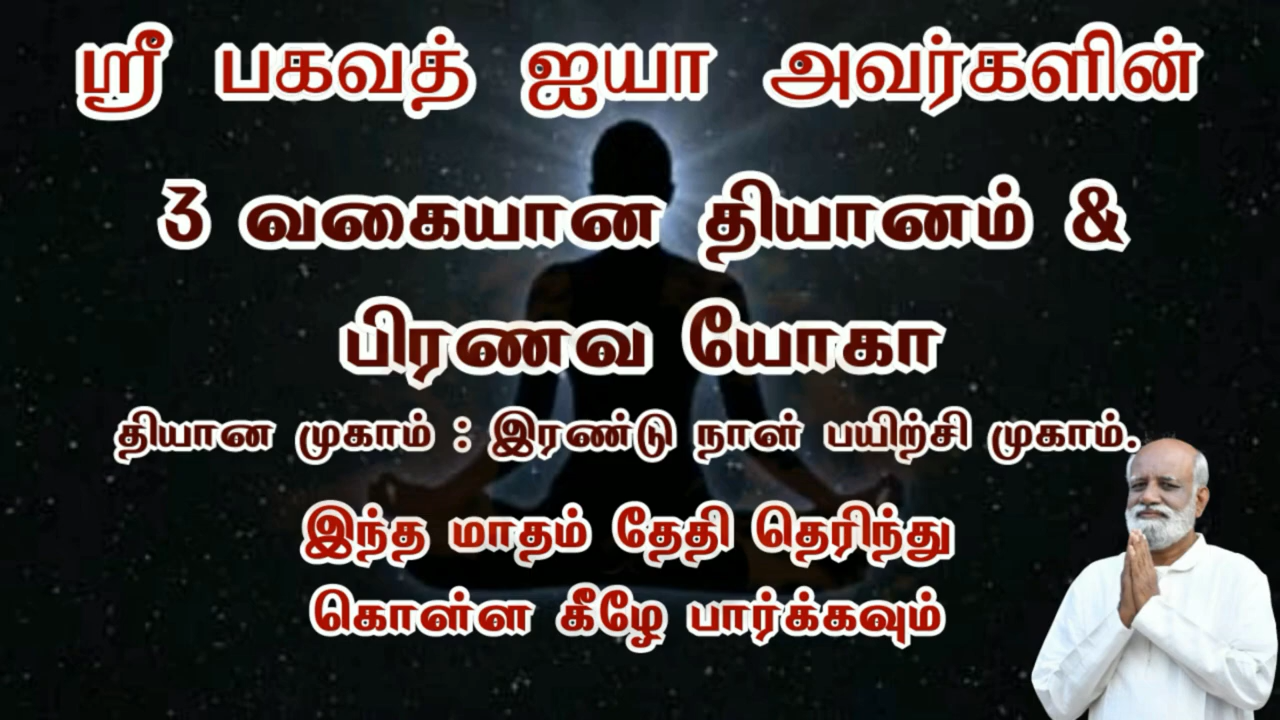 ஸ்ரீ பகவத் ஐயா அவர்களின்
3 வகையான தியானம் &
பிரணவ யோகா
தியான முகாம் : இரண்டு நாள் பயிற்சி முகாம்.
இந்த மாதம் தேதி தெரிந்து
கொள்ள கீழே பார்க்கவும்